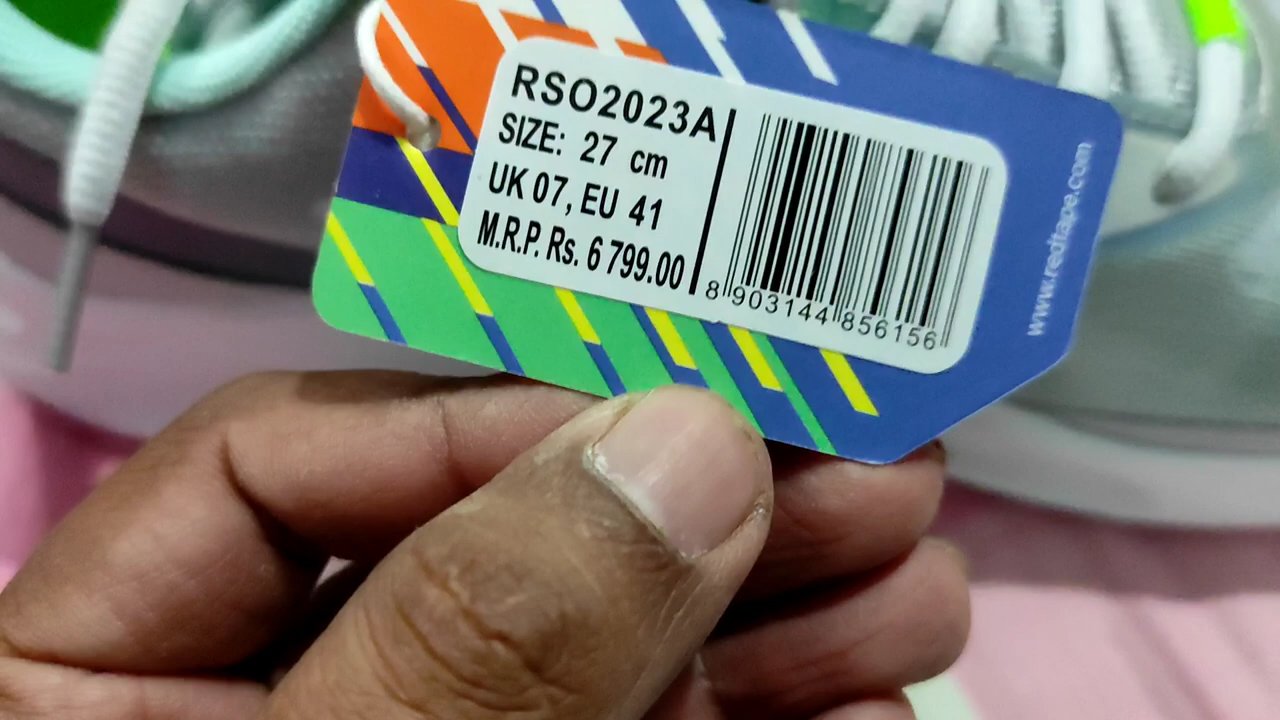 RSO2023A
SIZE: 27 cm
UK 07, EU 41
M.R.P. Rs. 6 799.00
8 903144 856156
www.redtape.com